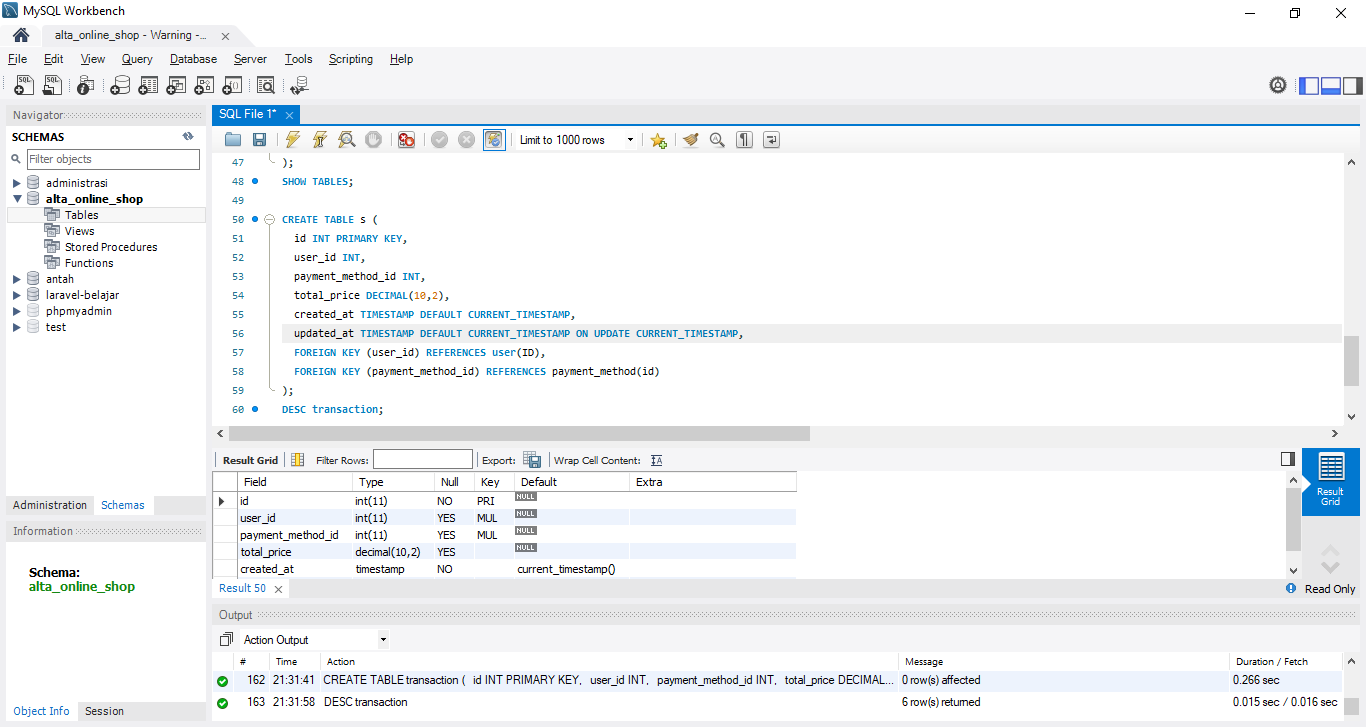 MySQL Workbench
alta_online_shop - Warning -...
File Edit View Query Database Server Tools Scripting Help
Navigator
SCHEMAS
Filter objects
administrasi
alta_online_shop
Tables
Views
Stored Procedures
Functions
antah
laravel-belajar
phpmyadmin
test
Administration Schemas
Information
Schema:
alta_online_shop
Object Info Session
SQL File 1*
Limit to 1000 rows
47 );
48 SHOW TABLES;
49
50 CREATE TABLE s (
51 id INT PRIMARY KEY,
52 user_id INT,
53 payment_method_id INT,
54 total_price DECIMAL(10,2),
55 created_at TIMESTAMP DEFAULT CURRENT_TIMESTAMP,
56 updated_at TIMESTAMP DEFAULT CURRENT_TIMESTAMP ON UPDATE CURRENT_TIMESTAMP,
57 FOREIGN KEY (user_id) REFERENCES user(ID),
58 FOREIGN KEY (payment_method_id) REFERENCES payment_method(id)
59 );
60 DESC transaction;
Result Grid Filter Rows: Export: Wrap Cell Content:
Field Type Null Key Default Extra
id int(11) NO PRI NULL
user_id int(11) YES MUL NULL
payment_method_id int(11) YES MUL NULL
total_price decimal(10,2) YES NULL
created_at timestamp NO current_timestamp()
Result Grid
Result 50
Read Only
Output
Action Output
# Time Action Message Duration / Fetch
162 21:31:41 CREATE TABLE transaction ( id INT PRIMARY KEY, user_id INT, payment_method_id INT, total_price DECIMAL... 0 row(s) affected 0.266 sec
163 21:31:58 DESC transaction 6 row(s) returned 0.015 sec / 0.016 sec